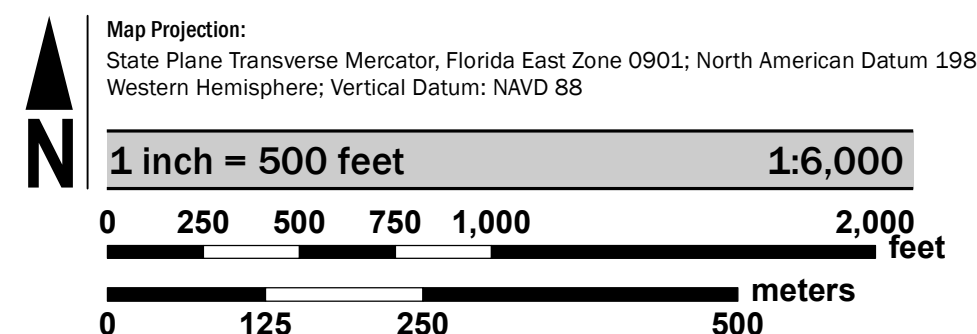 Map Projection:
State Plane Transverse Mercator, Florida East Zone 0901; North American Datum 198
Western Hemisphere; Vertical Datum: NAVD 88
N
1 inch = 500 feet 1:6,000
0 250 500 750 1,000 2,000
feet
meters
0 125 250 500